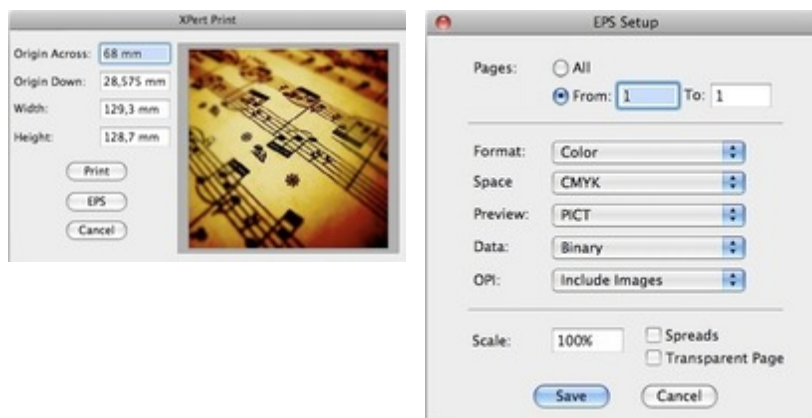 XPert Print
Origin Across: 68 mm
Origin Down: 28,575 mm
Width: 129,3 mm
Height: 128,7 mm
Print
EPS
Cancel
EPS Setup
Pages: All
From: 1 To: 1
Format: Color
Space CMYK
Preview: PICT
Data: Binary
OPI: Include Images
Scale: 100% Spreads
Transparent Page
Save Cancel